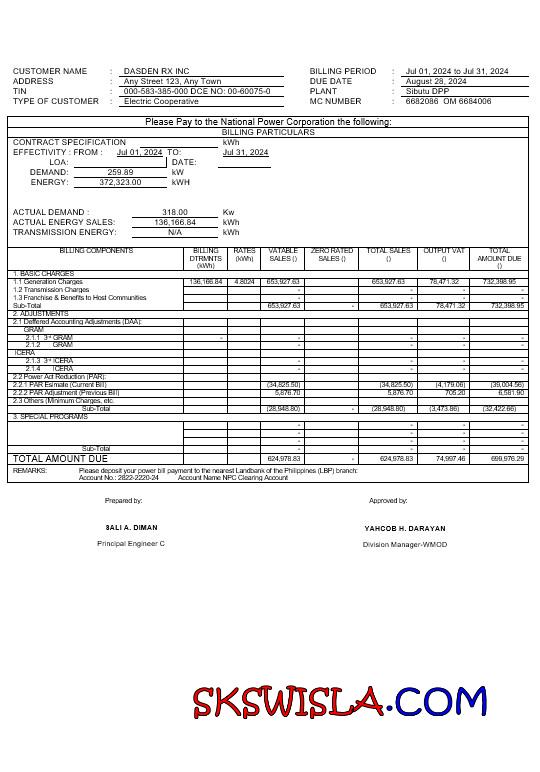 CUSTOMER NAME : DASDEN RX INC BILLING PERIOD : Jul 01, 2024 to Jul 31, 2024
ADDRESS : Any Street 123, Any Town DUE DATE : August 28, 2024
TIN : 000-583-385-000 DCE NO: 00-60075-0 PLANT : Sibutu DPP
TYPE OF CUSTOMER : Electric Cooperative MC NUMBER : 6682086 OM 6684006
Please Pay to the National Power Corporation the following:
BILLING PARTICULARS
CONTRACT SPECIFICATION kWh
EFFECTIVITY : FROM : Jul 01, 2024 TO: Jul 31, 2024
LOA: DATE:
DEMAND: 259.89 kW
ENERGY: 372,323.00 kWH
ACTUAL DEMAND : 318.00 Kw
ACTUAL ENERGY SALES: 136,166.84 kWh
TRANSMISSION ENERGY: N/A kWh
BILLING COMPONENTS BILLING DTRMNTS (kWh) RATES (kWh) VATABLE SALES () ZERO RATED SALES () TOTAL SALES () OUTPUT VAT () TOTAL AMOUNT DUE ()
1. BASIC CHARGES
1.1 Generation Charges 136,166.84 4.8024 653,927.63 653,927.63 78,471.32 732,398.95
1.2 Transmission Charges - - - -
1.3 Franchise & Benefits to Host Communities - - - -
Sub-Total 653,927.63 - 653,927.63 78,471.32 732,398.95
2. ADJUSTMENTS
2.1 Deffered Accounting Adjustments (DAA):
GRAM
2.1.1 3rd GRAM - - - - -
2.1.2 GRAM - - - -
ICERA
2.1.3 3rd ICERA - - - -
2.1.4 ICERA - - - -
2.2 Power Act Reduction (PAR):
2.2.1 PAR Esimate (Current Bill) (34,825.50) (34,825.50) (4,179.06) (39,004.56)
2.2.2 PAR Adjustment (Previous Bill) 5,876.70 5,876.70 705.20 6,581.90
2.3 Others (Minimum Charges, etc.
Sub-Total (28,948.80) - (28,948.80) (3,473.86) (32,422.66)
3. SPECIAL PROGRAMS
- - - -
- - - -
- - - -
Sub-Total - - - -
TOTAL AMOUNT DUE 624,978.83 - 624,978.83 74,997.46 699,976.29
REMARKS: Please deposit your power bill payment to the nearest Landbank of the Philippines (LBP) branch:
Account No.: 2822-2220-24 Account Name NPC Clearing Account
Prepared by: Approved by:
SALI A. DIMAN YAHCOB H. DARAYAN
Principal Engineer C Division Manager-WMOD
SKSWISLA.COM